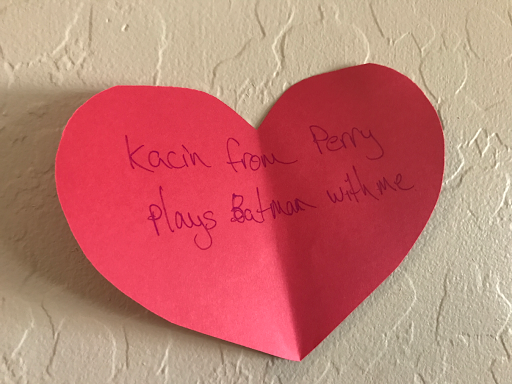 Kacin from Perry
plays Batman with me